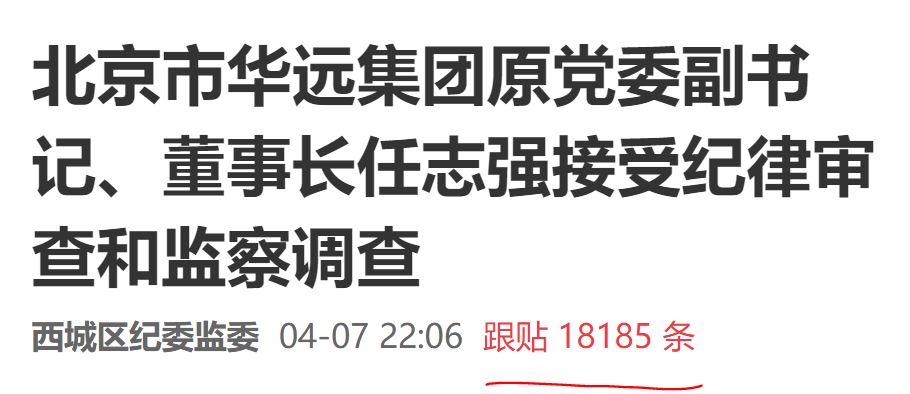 北京市华远集团原党委副书
记、董事长任志强接受纪律审
查和监察调查
西城区纪委监委 04-07 22:06 跟贴 18185 条